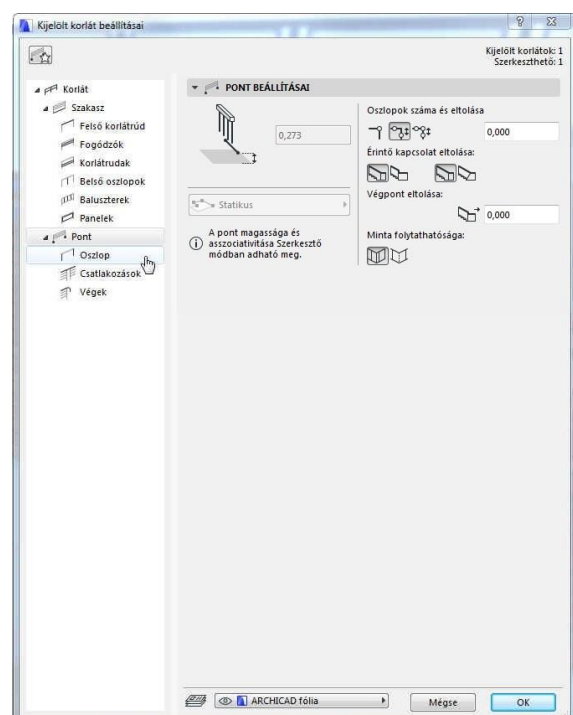 Kijelölt korlát beállításai
Kijelölt korlátok: 1
Szerkeszthető: 1
Korlát
Szakasz
Felső korlátrúd
Fogódzók
Korlátrudak
Belső oszlopok
Baluszterek
Panelek
Pont
Oszlop
Csatlakozások
Végek
PONT BEÁLLÍTÁSAI
0,273
Statikus
A pont magassága és
asszociativitása Szerkesztő
módban adható meg.
Oszlopok száma és eltolása
0,000
Érintő kapcsolat eltolása:
Végpont eltolása:
0,000
Minta folytathatósága:
ARCHICAD fólia
Mégse
OK